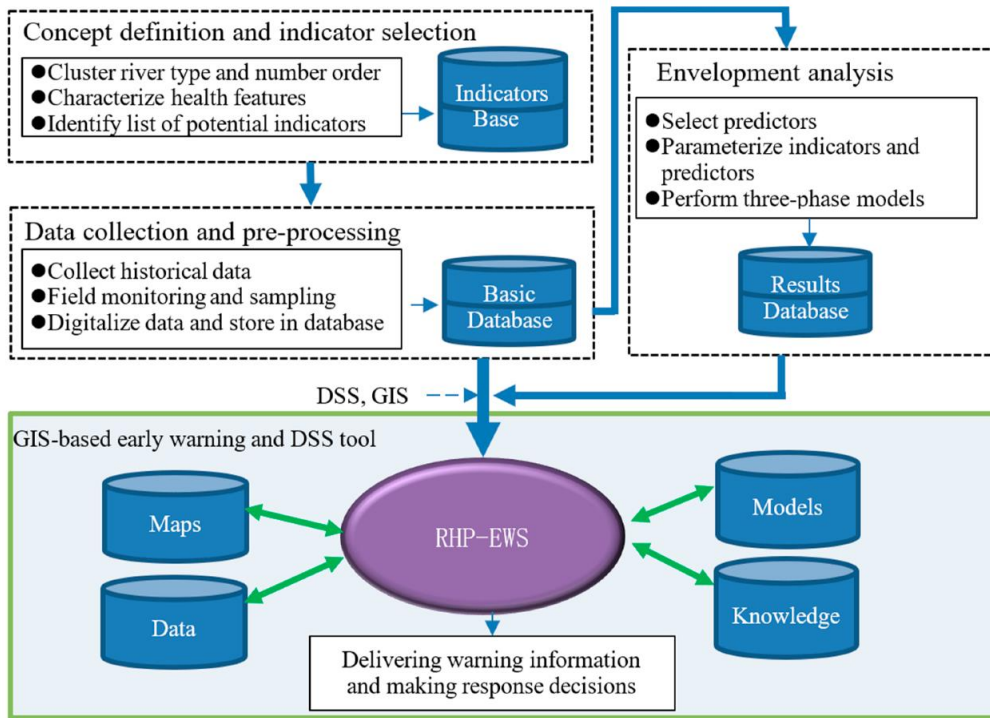 Concept definition and indicator selection
●Cluster river type and number order
●Characterize health features
●Identify list of potential indicators
Indicators
Base
Data collection and pre-processing
●Collect historical data
●Field monitoring and sampling
●Digitalize data and store in database
Basic
Database
Envelopment analysis
●Select predictors
●Parameterize indicators and
predictors
●Perform three-phase models
Results
Database
DSS, GIS
GIS-based early warning and DSS tool
Maps
Data
RHP-EWS
Models
Knowledge
Delivering warning information
and making response decisions